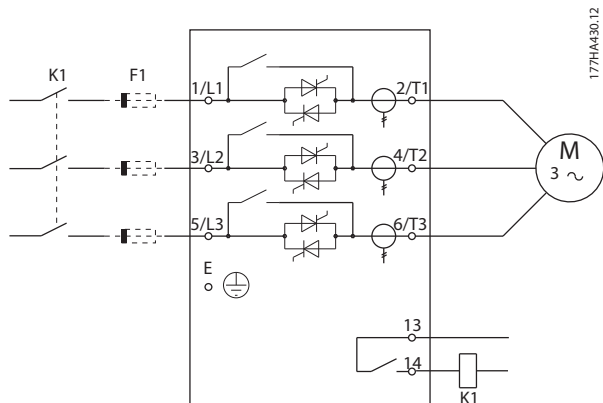 177HA430.12
K1 F1
1/L1 2/T1
3/L2 4/T2
5/L3 6/T3
M
3 ~
E
13
14
K1